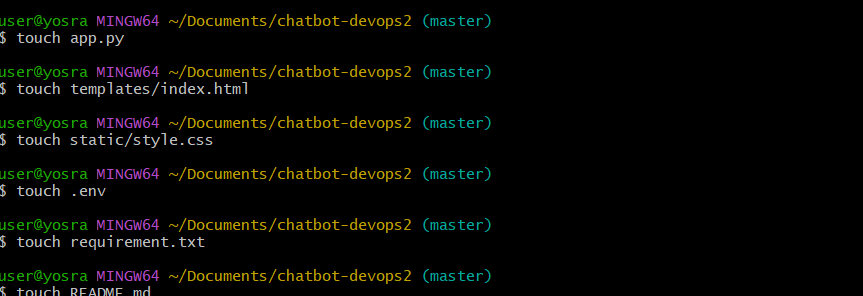 user@yosra MINGW64 ~/Documents/chatbot-devops2 (master)
$ touch app.py
user@yosra MINGW64 ~/Documents/chatbot-devops2 (master)
$ touch templates/index.html
user@yosra MINGW64 ~/Documents/chatbot-devops2 (master)
$ touch static/style.css
user@yosra MINGW64 ~/Documents/chatbot-devops2 (master)
$ touch .env
user@yosra MINGW64 ~/Documents/chatbot-devops2 (master)
$ touch requirement.txt
user@yosra MINGW64 ~/Documents/chatbot-devops2 (master)
$ touch README.md